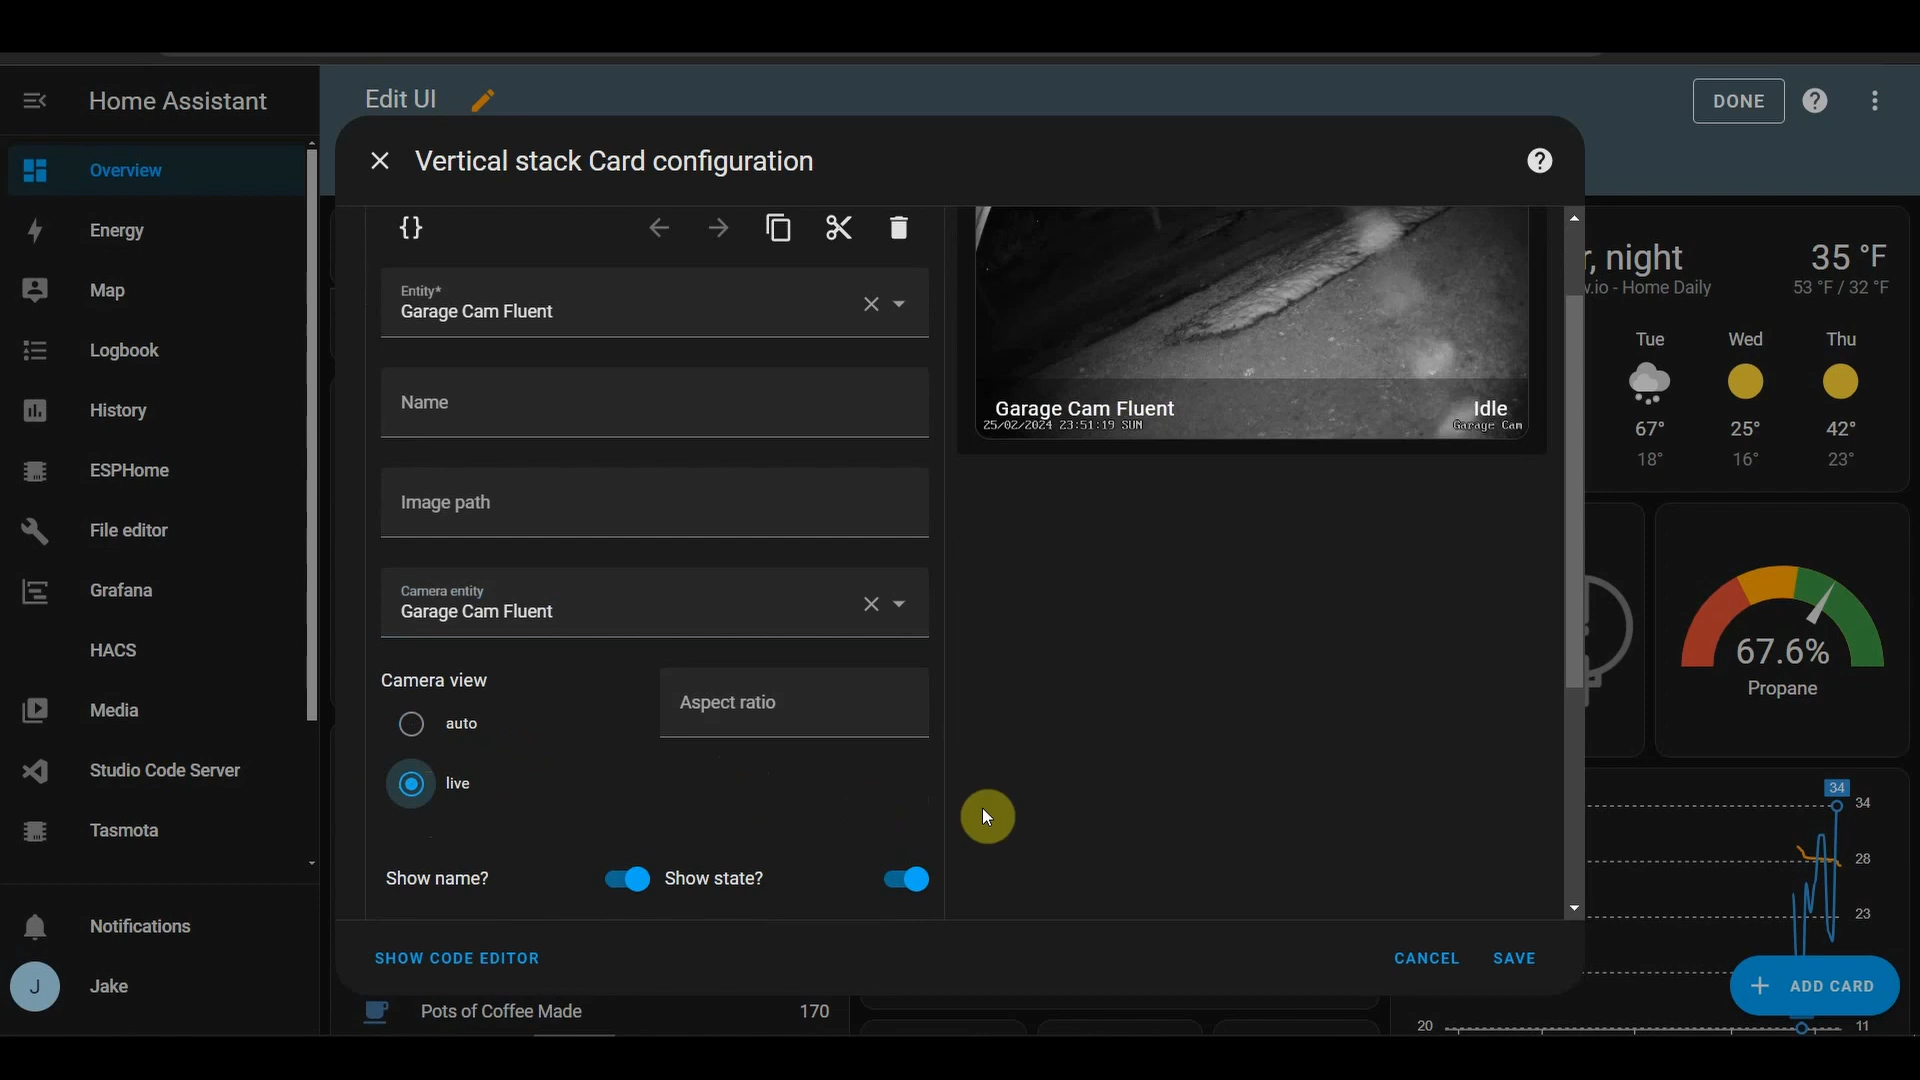 Home Assistant
Edit UI
DONE
Overview
Energy
Map
Logbook
History
ESPHome
File editor
Grafana
HACS
Media
Studio Code Server
Tasmota
Notifications
J
Jake
Vertical stack Card configuration
{}
Entity*
Garage Cam Fluent
Name
Image path
Camera entity
Garage Cam Fluent
Camera view
auto
live
Aspect ratio
Show name?
Show state?
SHOW CODE EDITOR
CANCEL
SAVE
Garage Cam Fluent
Idle
25/02/2024 23:51:19 SUN
Garage Cam
r, night
35 °F
.io - Home Daily
53 °F / 32 °F
Tue
Wed
Thu
67°
25°
42°
18°
16°
23°
67.6%
Propane
34
34
28
23
ADD CARD
20
11
Pots of Coffee Made
170